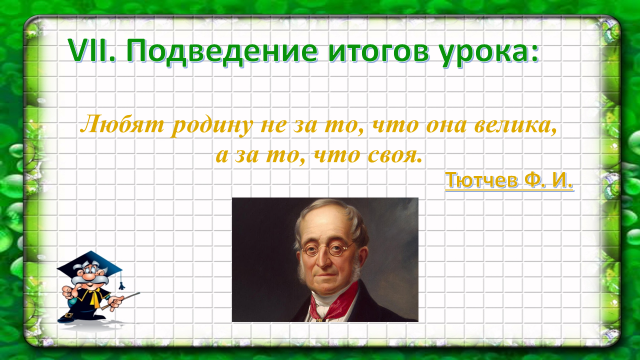 VII. Подведение итогов урока:
Любят родину не за то, что она велика,
а за то, что своя.
Тютчев Ф. И.